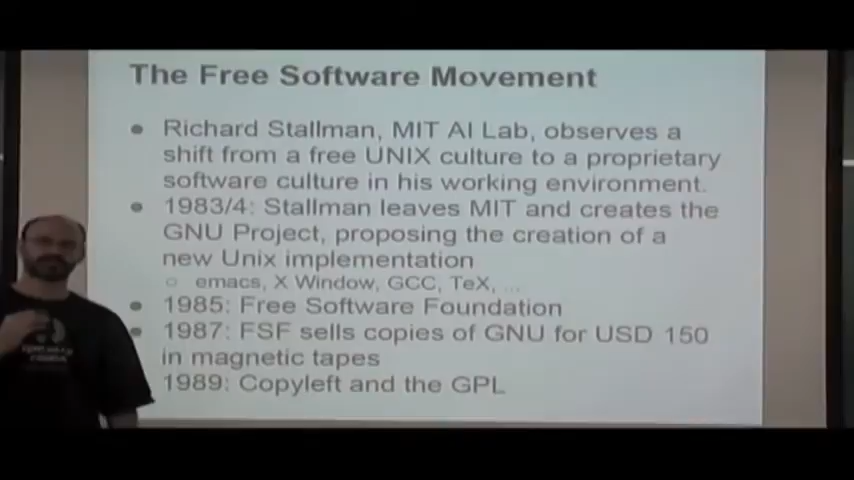 The Free Software Movement
● Richard Stallman, MIT AI Lab, observes a
shift from a free UNIX culture to a proprietary
software culture in his working environment.
● 1983/4: Stallman leaves MIT and creates the
GNU Project, proposing the creation of a
new Unix implementation
○ emacs, X Window, GCC, TeX, ...
● 1985: Free Software Foundation
● 1987: FSF sells copies of GNU for USD 150
in magnetic tapes
1989: Copyleft and the GPL